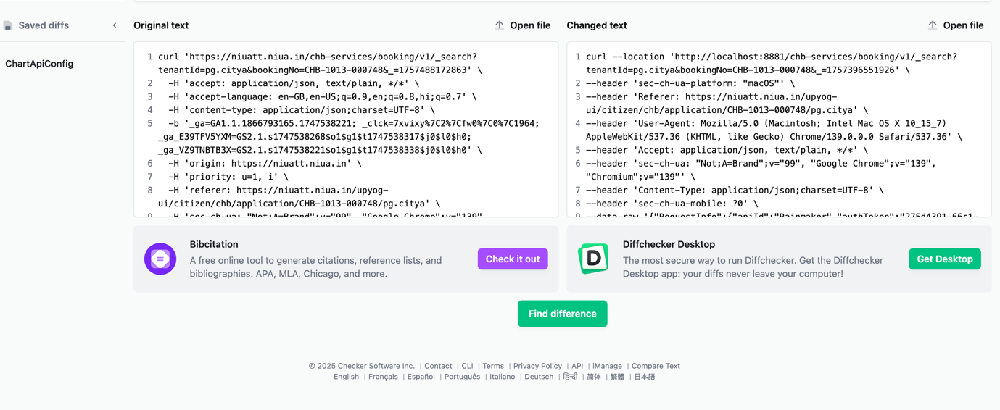 Saved diffs
ChartApiConfig
Original text
Open file
1 curl 'https://niuatt.niua.in/chb-services/booking/v1/_search?
tenantId=pg.citya&bookingNo=CHB-1013-000748&_=1757488172863' \
2 -H 'accept: application/json, text/plain, */*' \
3 -H 'accept-language: en-GB,en-US;q=0.9,en;q=0.8,hi;q=0.7' \
4 -H 'content-type: application/json;charset=UTF-8' \
5 -b '_ga=GA1.1.1866793165.1747538221; _clck=7xvixy%7C2%7Cfw0%7C0%7C1964;
_ga_E39TFV5YXM=GS2.1.s1747538268$o1$g1$t1747538317$j0$l0$h0;
_ga_VZ9TNBTB3X=GS2.1.s1747538221$o1$g1$t1747538338$j0$l0$h0' \
6 -H 'origin: https://niuatt.niua.in' \
7 -H 'priority: u=1, i' \
8 -H 'referer: https://niuatt.niua.in/upyog-
ui/citizen/chb/application/CHB-1013-000748/pg.citya' \
9 -H 'sec-ch-ua: "Not;A=Brand";v="99", "Google Chrome";v="139",
Changed text
Open file
1 curl --location 'http://localhost:8881/chb-services/booking/v1/_search?
tenantId=pg.citya&bookingNo=CHB-1013-000748&_=1757396551926' \
2 --header 'sec-ch-ua-platform: "macOS"' \
3 --header 'Referer: https://niuatt.niua.in/upyog-
ui/citizen/chb/application/CHB-1013-000748/pg.citya' \
4 --header 'User-Agent: Mozilla/5.0 (Macintosh; Intel Mac OS X 10_15_7)
AppleWebKit/537.36 (KHTML, like Gecko) Chrome/139.0.0.0 Safari/537.36' \
5 --header 'Accept: application/json, text/plain, */*' \
6 --header 'sec-ch-ua: "Not;A=Brand";v="99", "Google Chrome";v="139",
"Chromium";v="139"' \
7 --header 'Content-Type: application/json;charset=UTF-8' \
8 --header 'sec-ch-ua-mobile: ?0' \
9 --data-raw '{"RequestInfo":{"apiId":"Rainmaker","authToken":"275d4391-66c1-
Bibcitation
A free online tool to generate citations, reference lists, and
bibliographies. APA, MLA, Chicago, and more.
Check it out
D
Diffchecker Desktop
The most secure way to run Diffchecker. Get the Diffchecker
Desktop app: your diffs never leave your computer!
Get Desktop
Find difference
© 2025 Checker Software Inc. | Contact | CLI | Terms | Privacy Policy | API | iManage | Compare Text
English | Français | Español | Português | Italiano | Deutsch | हिन्दी | 简体 | 繁體 | 日本語